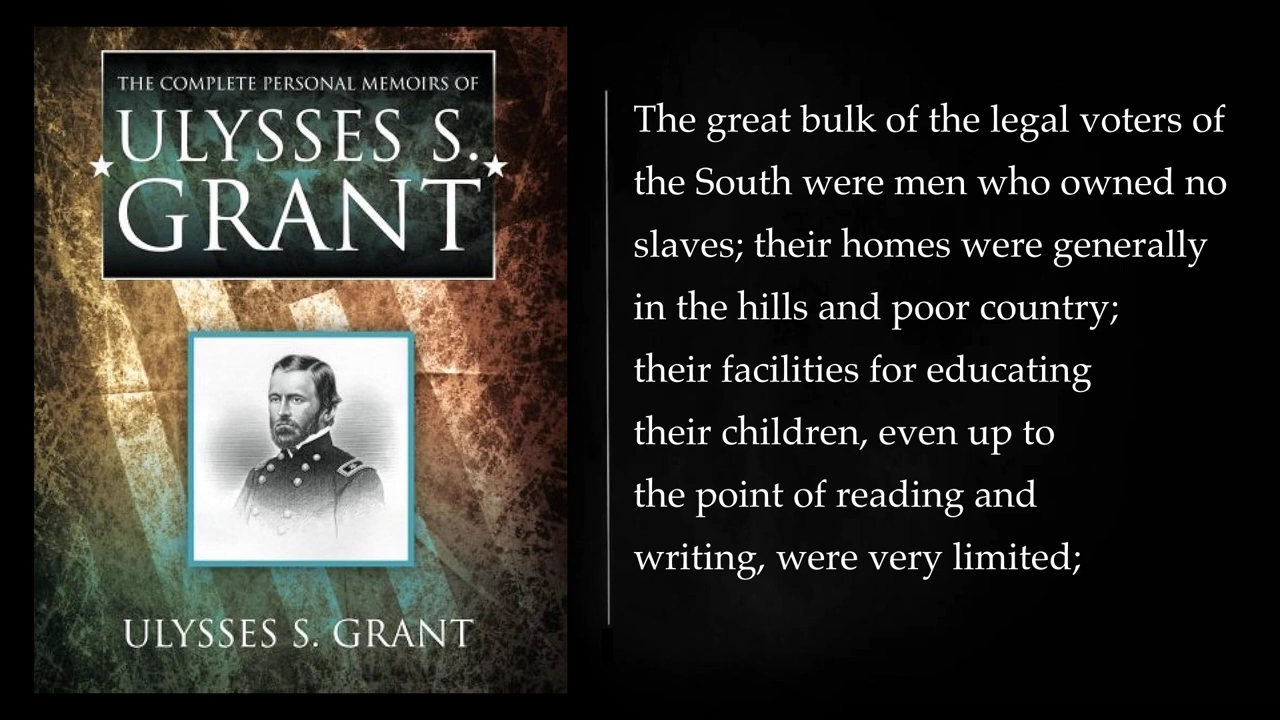 THE COMPLETE PERSONAL MEMOIRS OF
ULYSSES S.
GRANT
ULYSSES S. GRANT
The great bulk of the legal voters of
the South were men who owned no
slaves; their homes were generally
in the hills and poor country;
their facilities for educating
their children, even up to
the point of reading and
writing, were very limited;